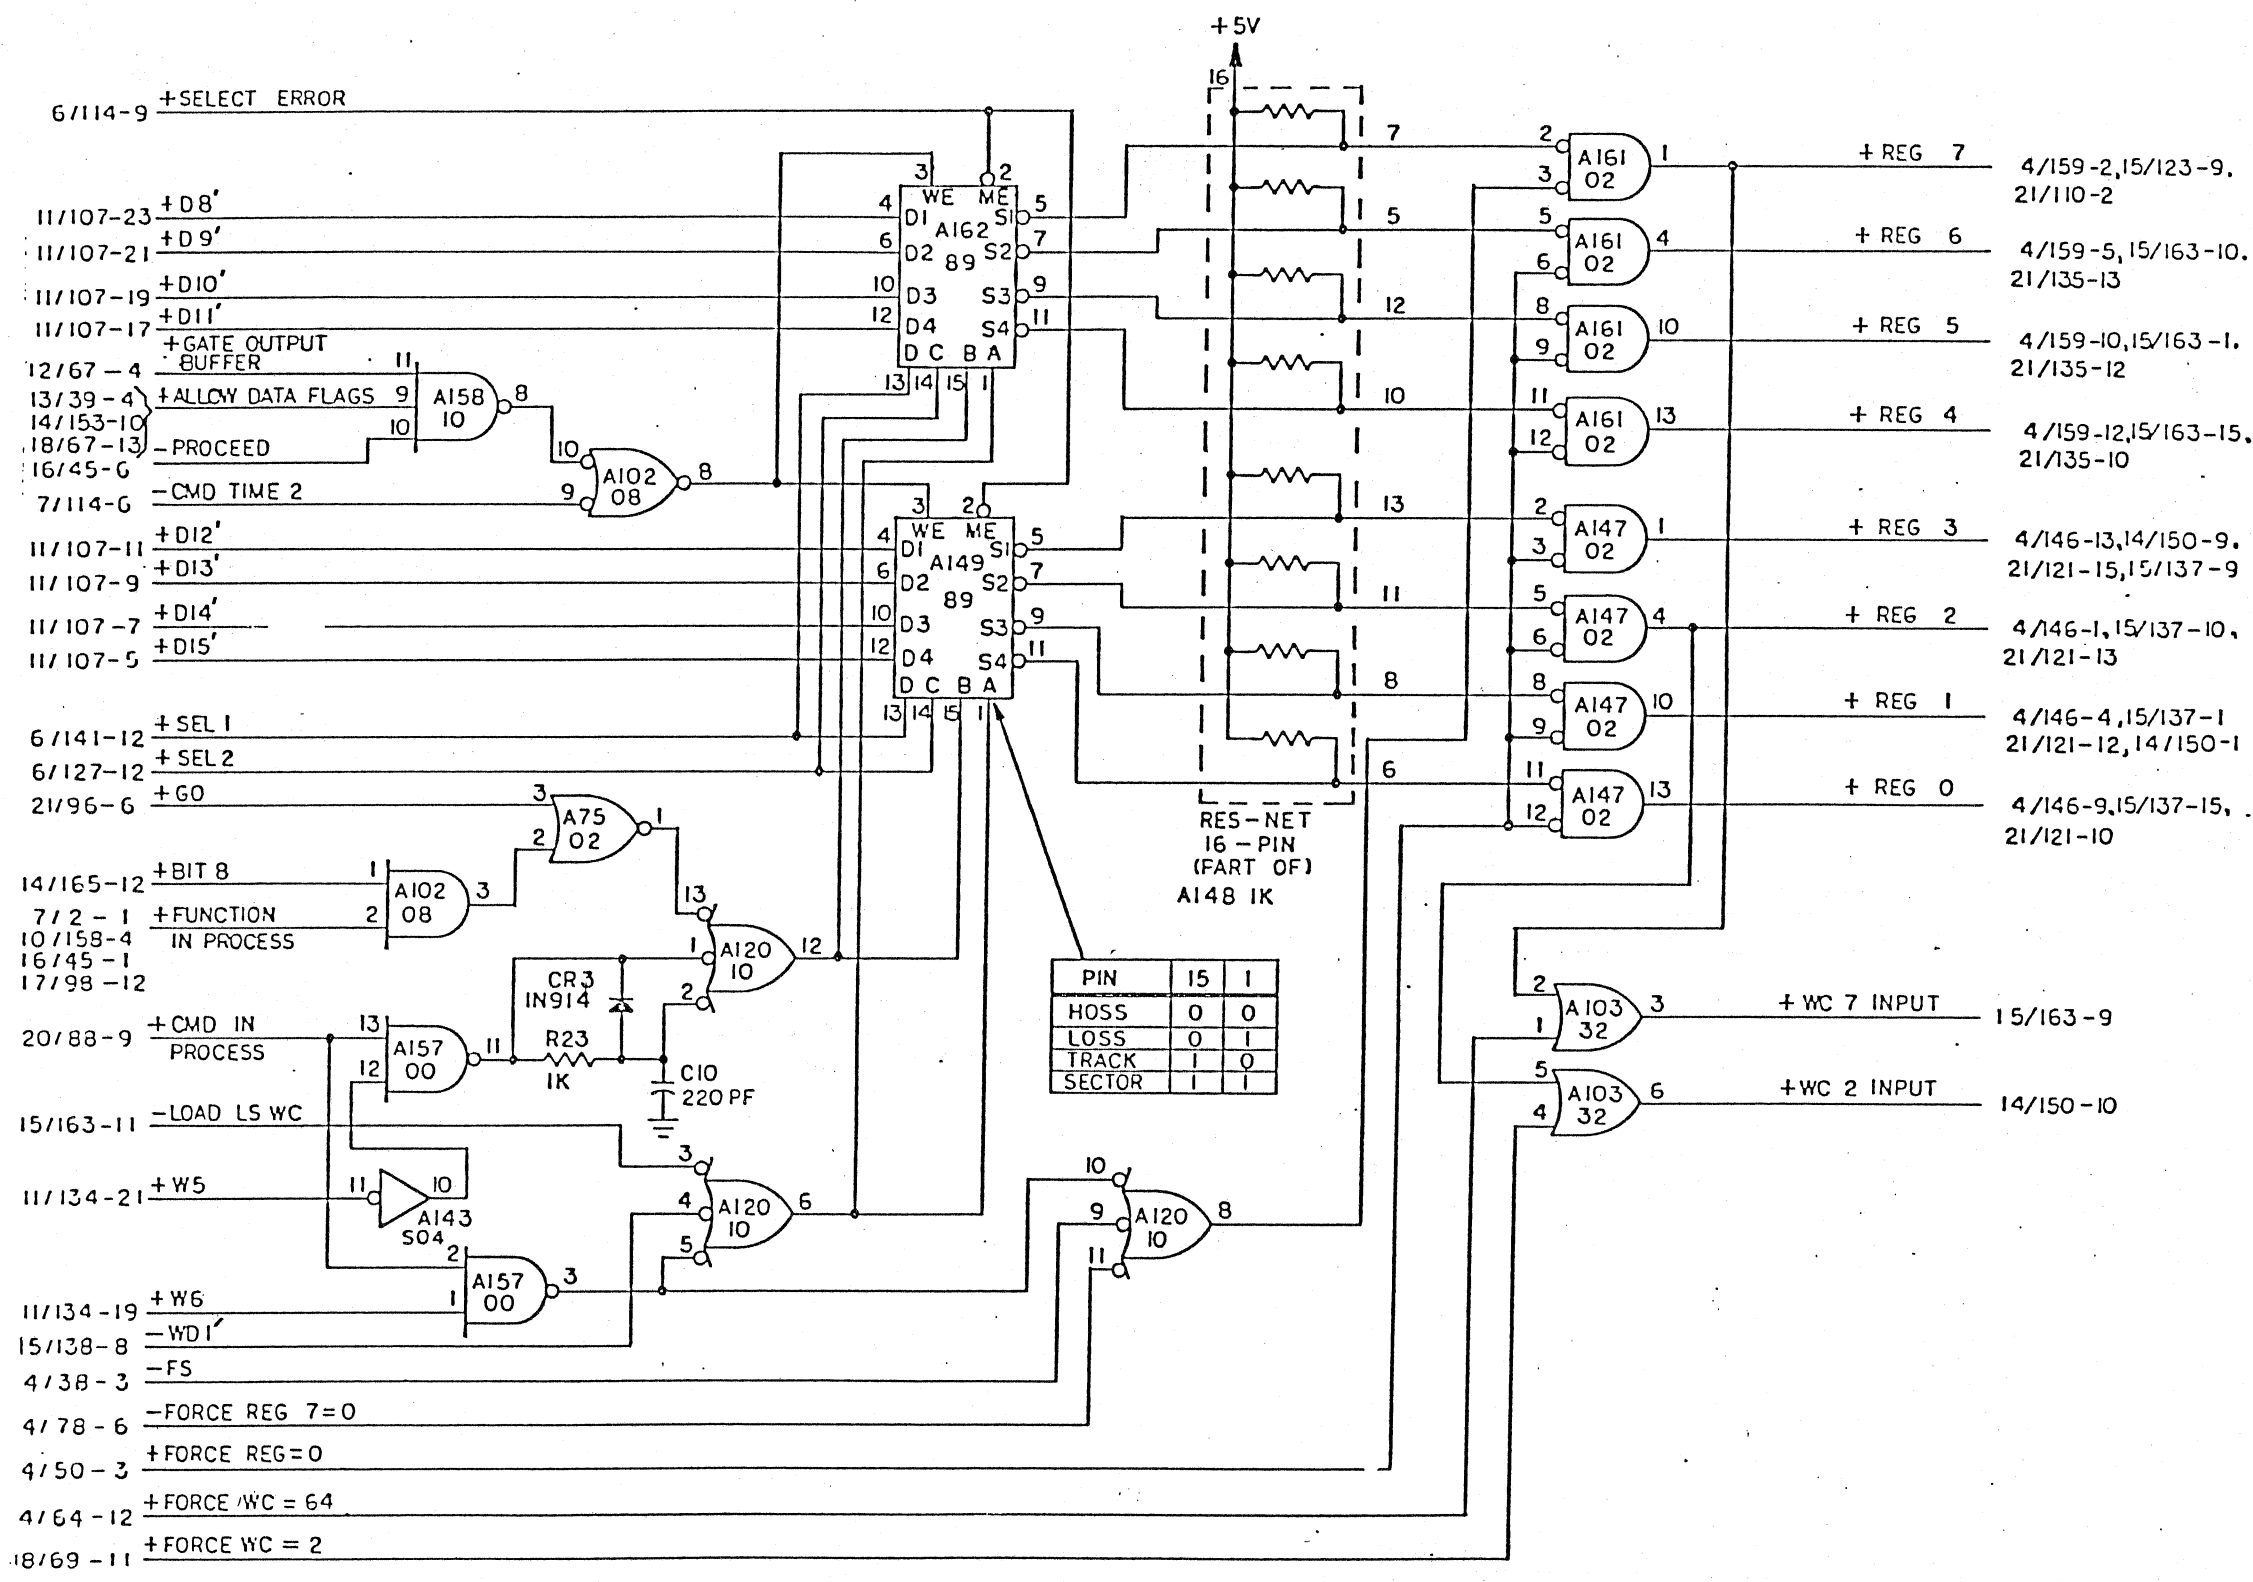 +5V
16
6/114-9 +SELECT ERROR
11/107-23 +D8′
11/107-21 +D9′
11/107-19 +D10′
11/107-17 +D11′
+GATE OUTPUT
BUFFER
12/67-4
13/39-4
14/153-10
18/67-13
+ALLOW DATA FLAGS
-PROCEED
16/45-6
-CMD TIME 2
7/114-6
11 9 10 A158 10 8
10 9 A102 08 8
3 2
WE ME
4 D1 S1 5
A162
6 D2 89 S2 7
10 D3 S3 9
12 D4 S4 11
D C B A
13 14 15 1
11/107-11 +D12′
11/107-9 +D13′
11/107-7 +D14′
11/107-5 +D15′
3 2
WE ME
4 D1 S1 5
A149
6 D2 89 S2 7
10 D3 S3 9
12 D4 S4 11
D C B A
13 14 15 1
6/141-12 +SEL 1
6/127-12 +SEL 2
21/96-6 +GO
3 2 A75 02 1
14/165-12 +BIT 8
7/2-1 +FUNCTION
IN PROCESS
10/158-4
16/45-1
17/98-12
1 2 A102 08 3
13 1 2 A120 10 12
CR3
1N914
R23
1K
C10
220 PF
20/88-9 +CMD IN
PROCESS
13 12 A157 00 11
15/163-11 -LOAD LS WC
11/134-21 +W5
11 10 A143
S04
3 4 5 A120 10 6
2 1 A157 00 3
11/134-19 +W6
15/138-8 -WD1′
4/38-3 -FS
4/78-6 -FORCE REG 7=0
4/50-3 +FORCE REG=0
4/64-12 +FORCE WC = 64
18/69-11 +FORCE WC = 2
10 9 11 A120 10 8
RES-NET
16-PIN
(PART OF)
A148 1K
PIN 15 1
HOSS 0 0
LOSS 0 1
TRACK 1 0
SECTOR 1 1
7 2 3 A161 02 1 + REG 7 4/159-2,15/123-9.
21/110-2
5 5 6 A161 02 4 + REG 6 4/159-5,15/163-10.
21/135-13
12 8 9 A161 02 10 + REG 5 4/159-10,15/163-1.
21/135-12
10 11 12 A161 02 13 + REG 4 4/159-12,15/163-15.
21/135-10
13 2 3 A147 02 1 + REG 3 4/146-13,14/150-9.
21/121-15,15/137-9
11 5 6 A147 02 4 + REG 2 4/146-1,15/137-10,
21/121-13
8 8 9 A147 02 10 + REG 1 4/146-4,15/137-1
21/121-12,14/150-1
6 11 12 A147 02 13 + REG 0 4/146-9,15/137-15,
21/121-10
2 1 A103 32 3 +WC 7 INPUT 15/163-9
5 4 A103 32 6 +WC 2 INPUT 14/150-10